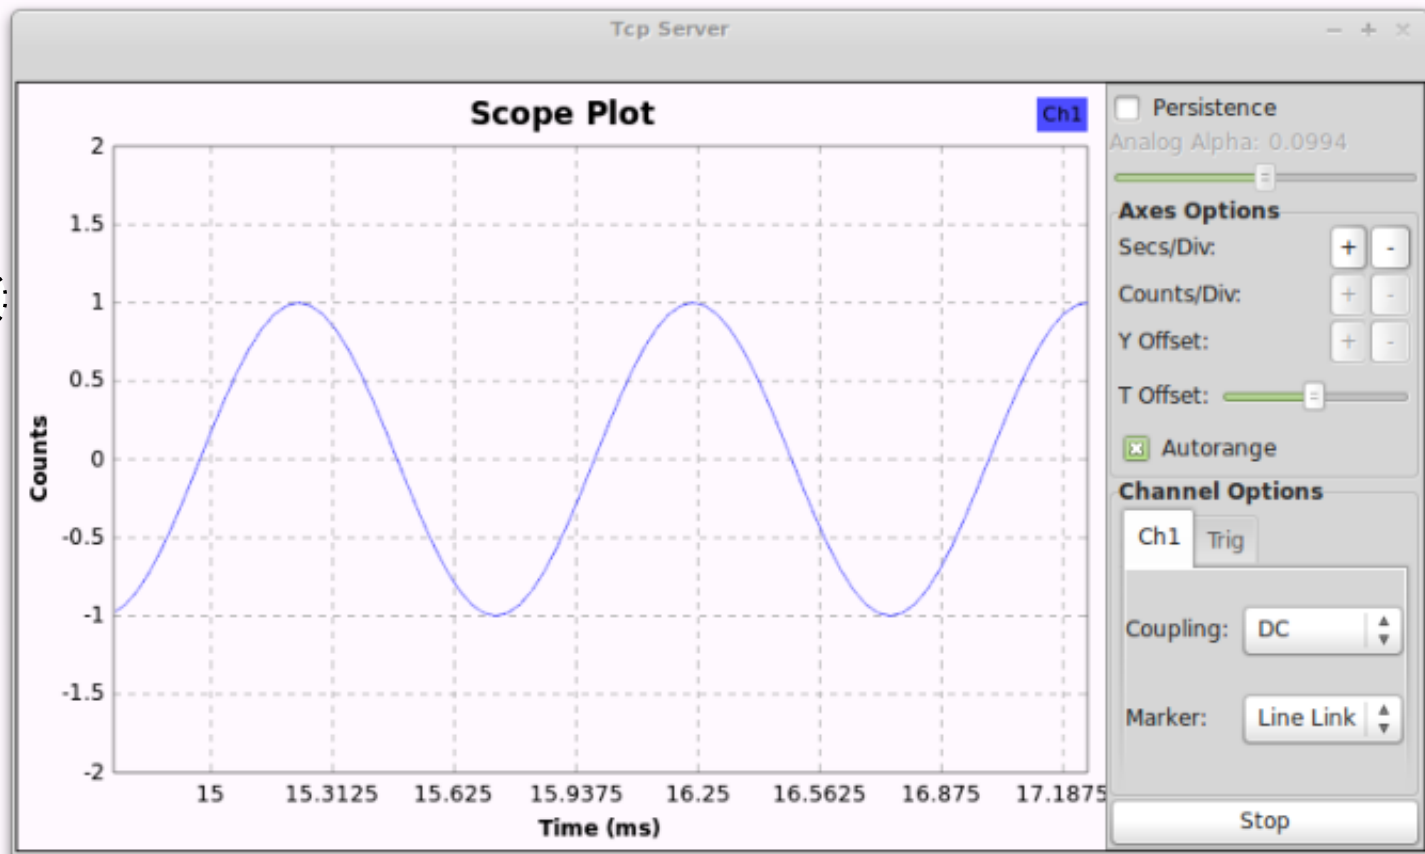 Tcp Server
Scope Plot
Ch1
2
1.5
1
0.5
0
-0.5
-1
-1.5
-2
Counts
15 15.3125 15.625 15.9375 16.25 16.5625 16.875 17.1875
Time (ms)
Persistence
Analog Alpha: 0.0994
Axes Options
Secs/Div: + -
Counts/Div: + -
Y Offset: + -
T Offset:
Autorange
Channel Options
Ch1 Trig
Coupling: DC
Marker: Line Link
Stop